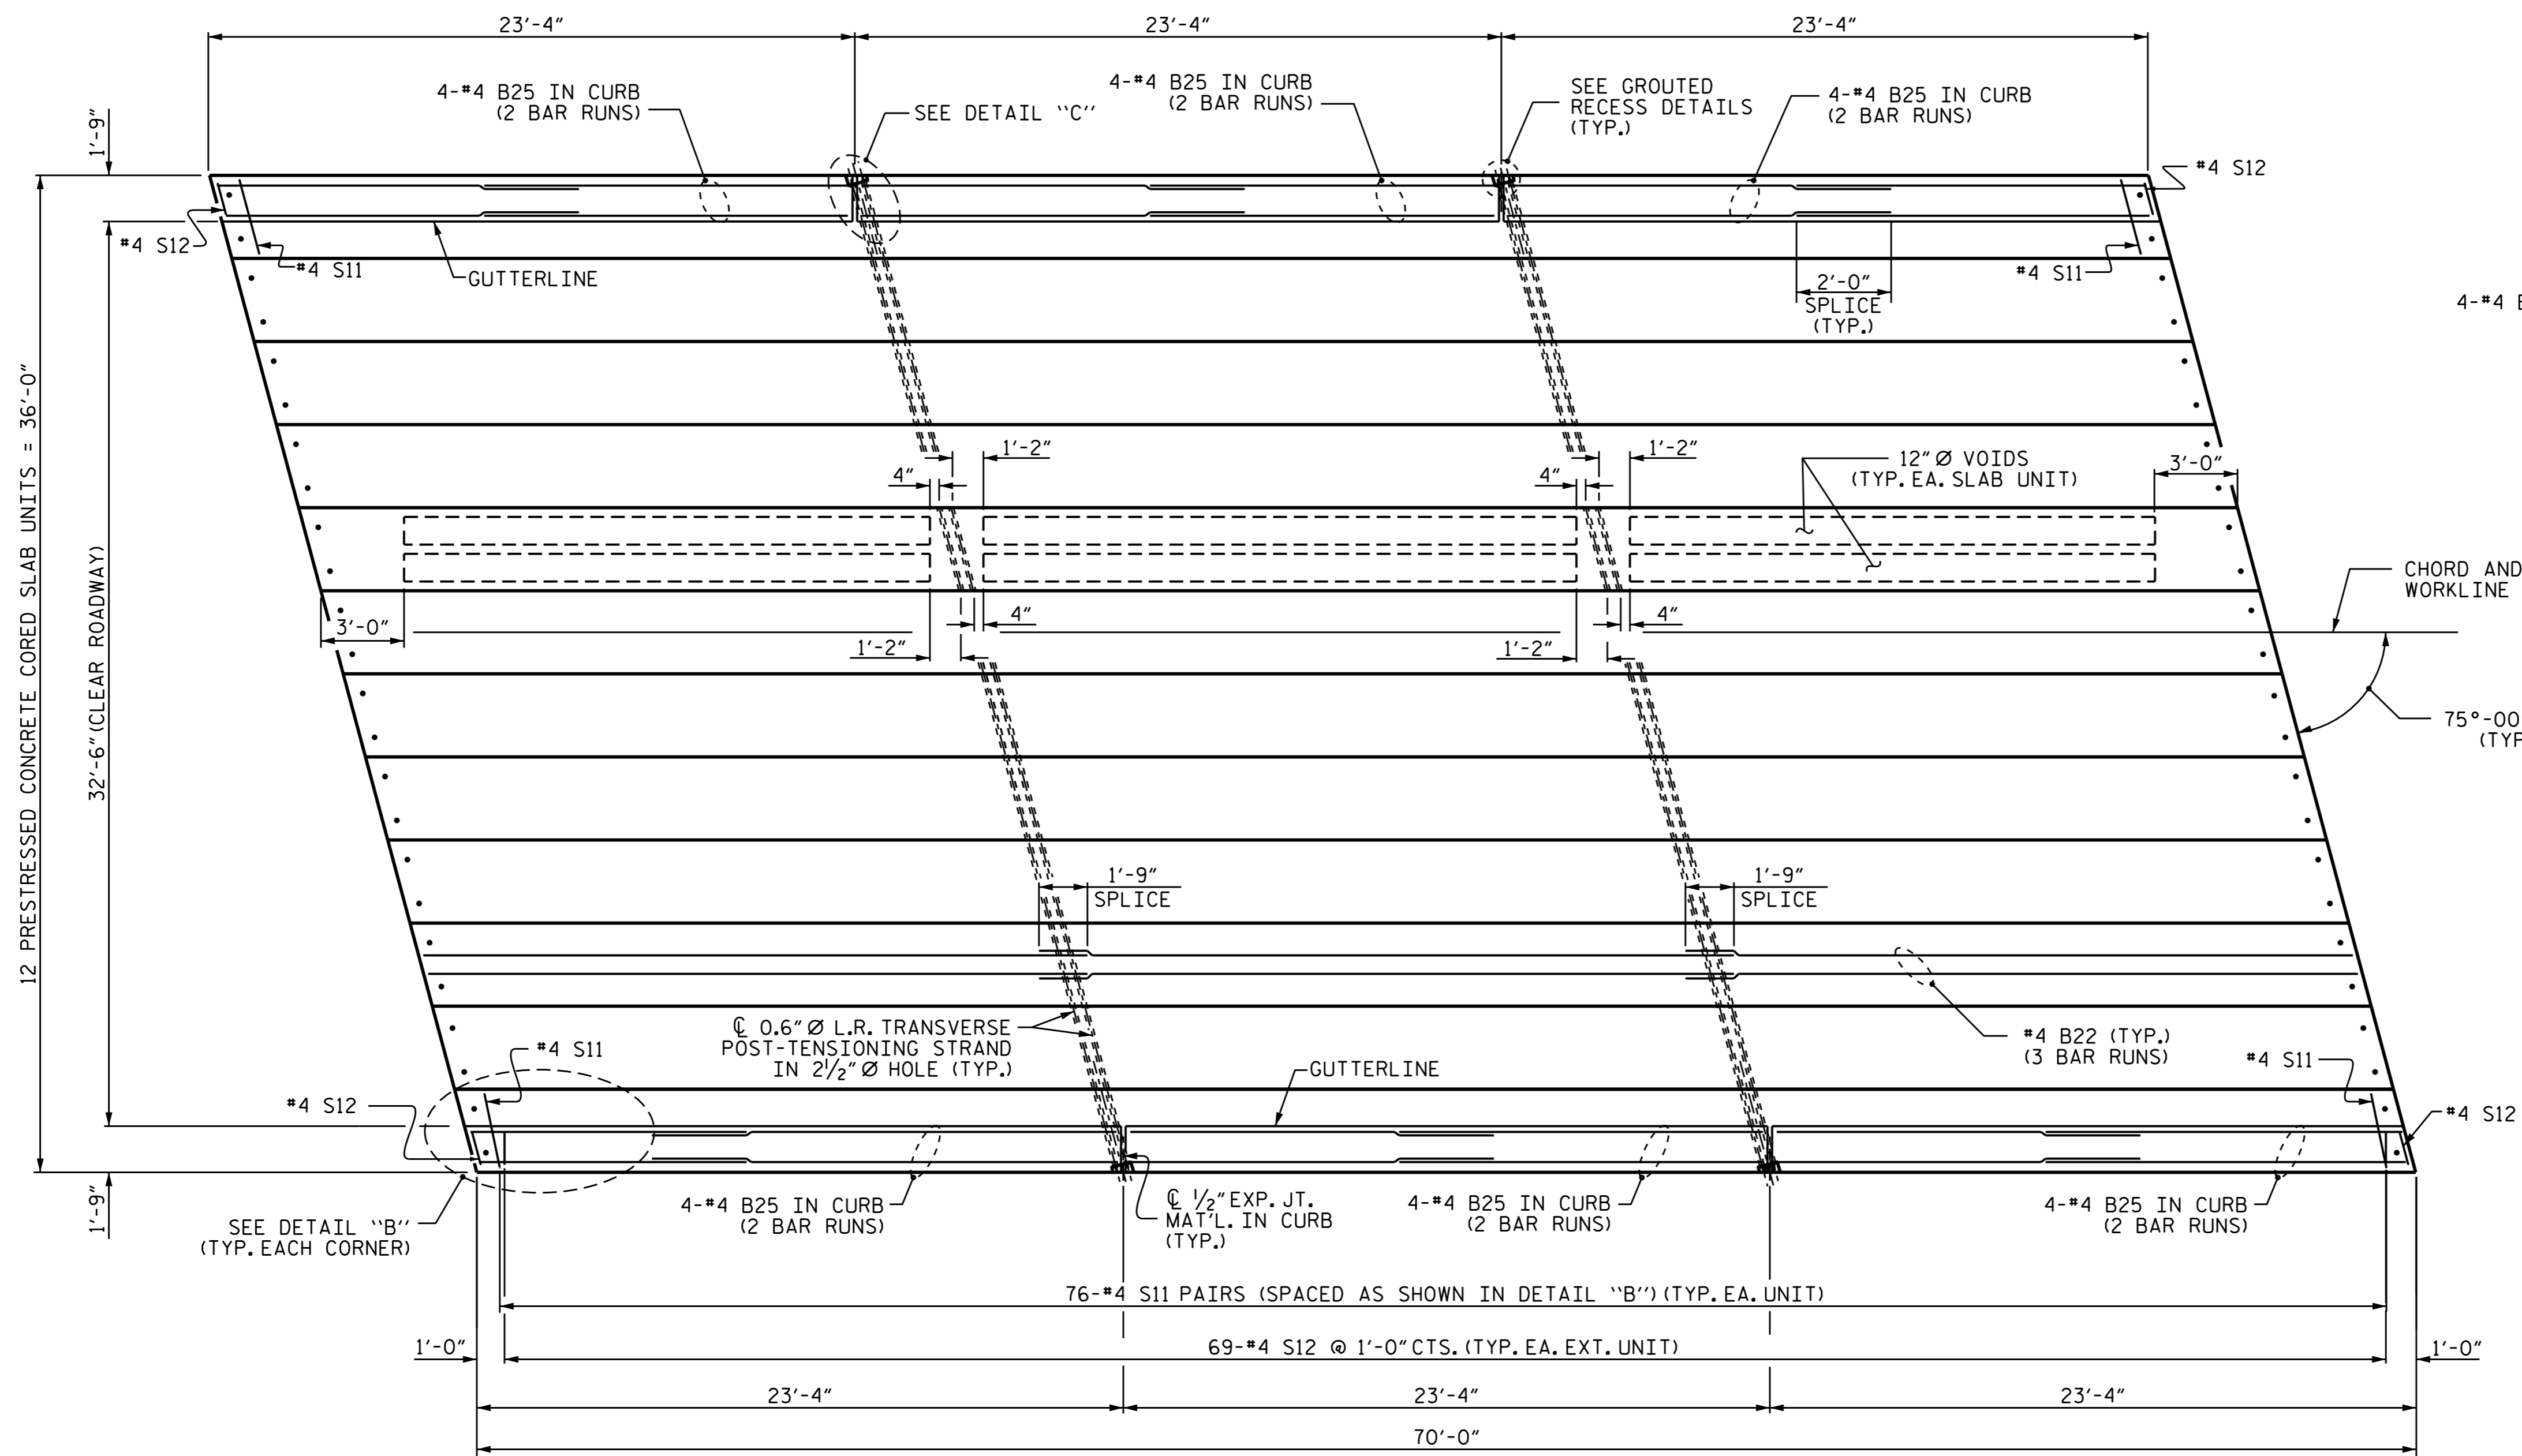 23'-4"
23'-4"
23'-4"
4-#4 B25 IN CURB
(2 BAR RUNS)
SEE DETAIL ``C''
4-#4 B25 IN CURB
(2 BAR RUNS)
SEE GROUTED
RECESS DETAILS
(TYP.)
4-#4 B25 IN CURB
(2 BAR RUNS)
1'-9"
#4 S12
#4 S12
#4 S11
GUTTERLINE
#4 S11
2'-0"
SPLICE
(TYP.)
4-#4 B
12 PRESTRESSED CONCRETE CORED SLAB UNITS = 36'-0"
32'-6" (CLEAR ROADWAY)
1'-2"
4"
1'-2"
4"
12" Ø VOIDS
(TYP. EA. SLAB UNIT)
3'-0"
CHORD AND
WORKLINE
3'-0"
4"
1'-2"
4"
1'-2"
75°-00
(TYP
1'-9"
SPLICE
1'-9"
SPLICE
℄ 0.6" Ø L.R. TRANSVERSE
POST-TENSIONING STRAND
IN 2½" Ø HOLE (TYP.)
#4 B22 (TYP.)
(3 BAR RUNS)
#4 S11
#4 S11
GUTTERLINE
#4 S12
#4 S12
1'-9"
SEE DETAIL ``B''
(TYP. EACH CORNER)
4-#4 B25 IN CURB
(2 BAR RUNS)
℄ ½" EXP. JT.
MAT'L. IN CURB
(TYP.)
4-#4 B25 IN CURB
(2 BAR RUNS)
4-#4 B25 IN CURB
(2 BAR RUNS)
76-#4 S11 PAIRS (SPACED AS SHOWN IN DETAIL ``B'') (TYP. EA. UNIT)
1'-0"
69-#4 S12 @ 1'-0" CTS. (TYP. EA. EXT. UNIT)
1'-0"
23'-4"
23'-4"
23'-4"
70'-0"